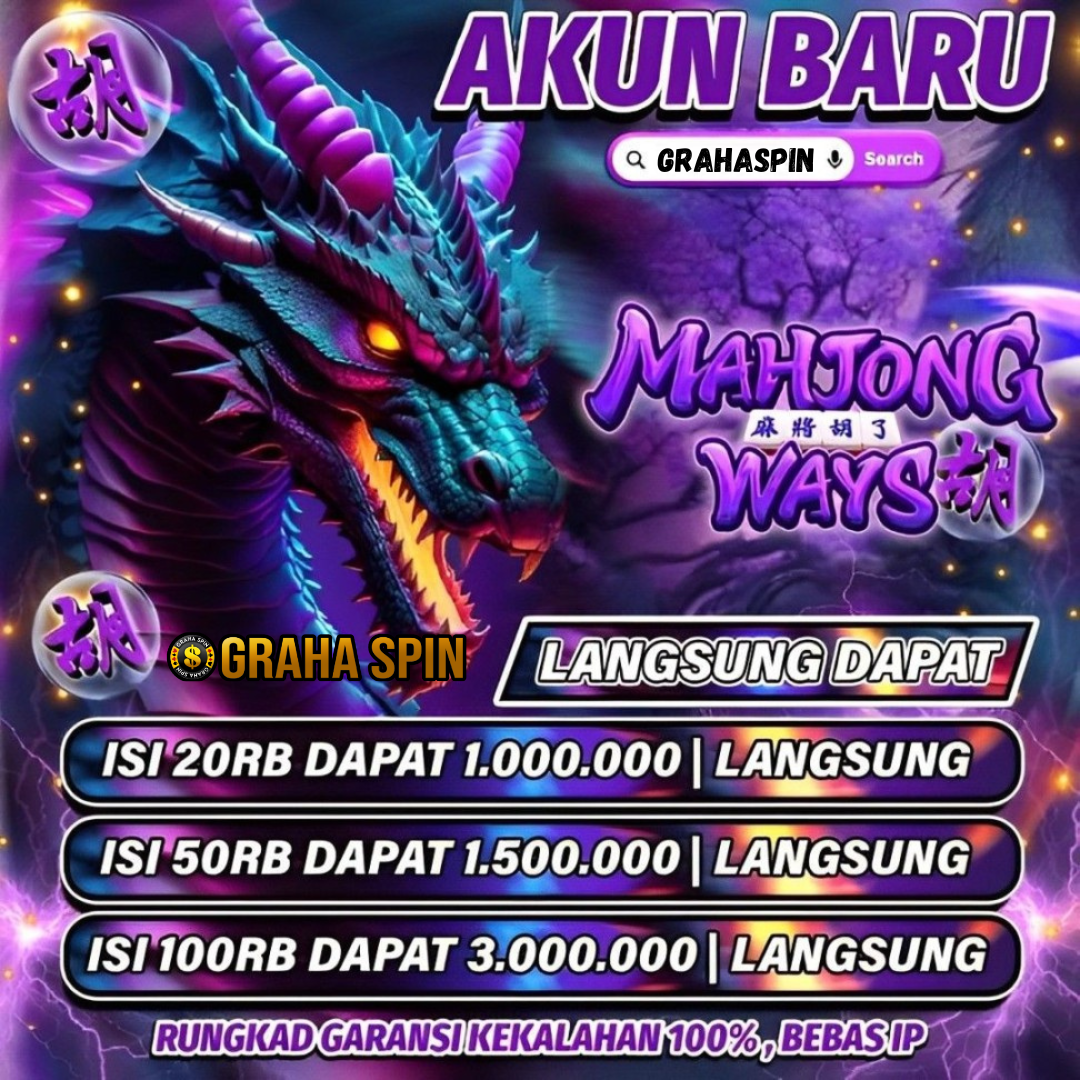 胡
AKUN BARU
GRAHASPIN
Search
MAHJONG
麻將胡了
WAYS
胡
胡
GRAHA SPIN
LANGSUNG DAPAT
ISI 20RB DAPAT 1.000.000 | LANGSUNG
ISI 50RB DAPAT 1.500.000 | LANGSUNG
ISI 100RB DAPAT 3.000.000 | LANGSUNG
RUNGKAD GARANSI KEKALAHAN 100% , BEBAS IP